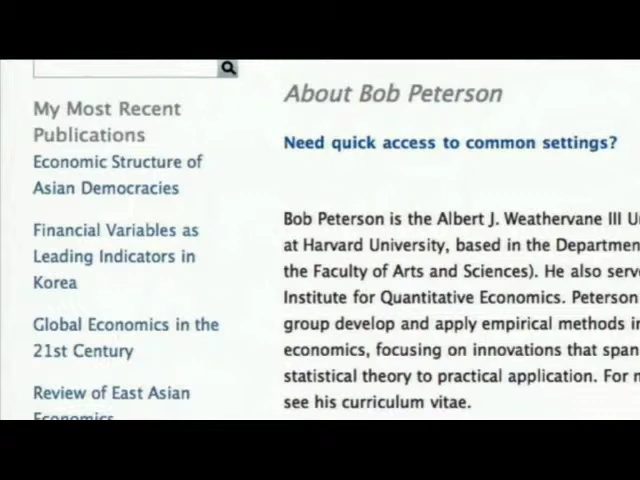 My Most Recent
Publications
Economic Structure of
Asian Democracies
Financial Variables as
Leading Indicators in
Korea
Global Economics in the
21st Century
Review of East Asian
Economics
About Bob Peterson
Need quick access to common settings?
Bob Peterson is the Albert J. Weathervane III
at Harvard University, based in the
the Faculty of Arts and Sciences). He also
Institute for Quantitative Economics. Peterson
group develop and apply empirical methods
economics, focusing on innovations that span
statistical theory to practical application. For
see his curriculum vitae.